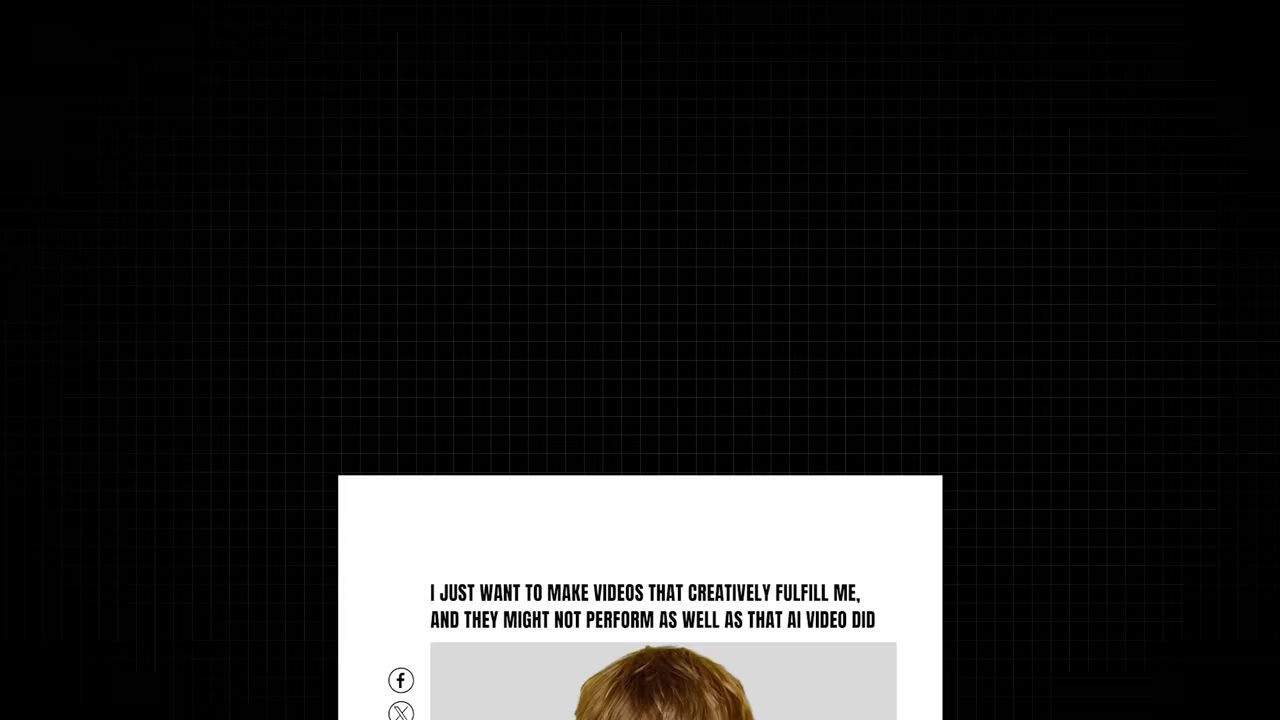 I JUST WANT TO MAKE VIDEOS THAT CREATIVELY FULFILL ME,
AND THEY MIGHT NOT PERFORM AS WELL AS THAT AI VIDEO DID